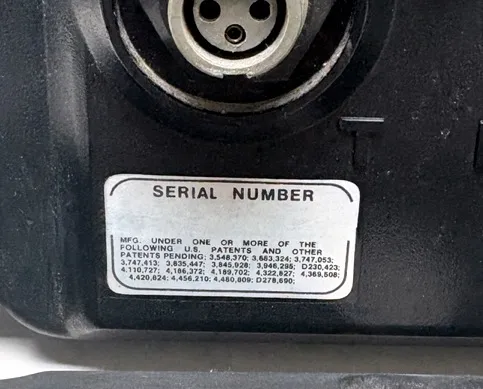 T
SERIAL NUMBER
MFG. UNDER ONE OR MORE OF THE
FOLLOWING U.S. PATENTS AND OTHER
PATENTS PENDING; 3,548,370; 3,663,324; 3,747,053;
3,747,413; 3,835,447; 3,845,928; 3,946,295; D230,423;
4,110,727; 4,186,372; 4,189,702; 4,322,827; 4,369,508;
4,420,824; 4,456,210; 4,480,809; D278,690;